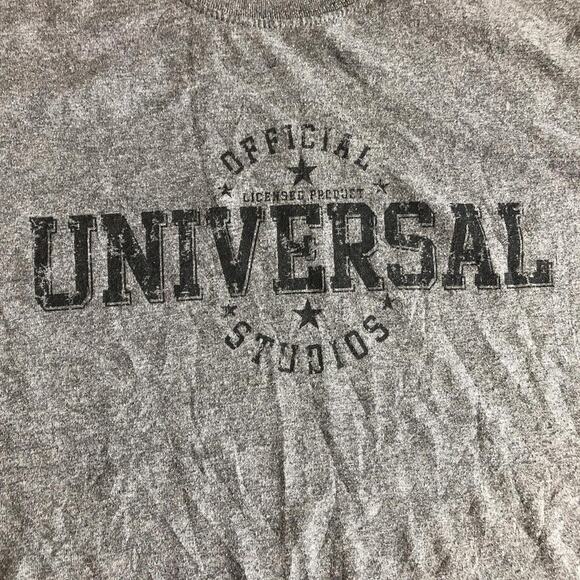 OFFICIAL
LICENSED PRODUCT
UNIVERSAL
STUDIOS